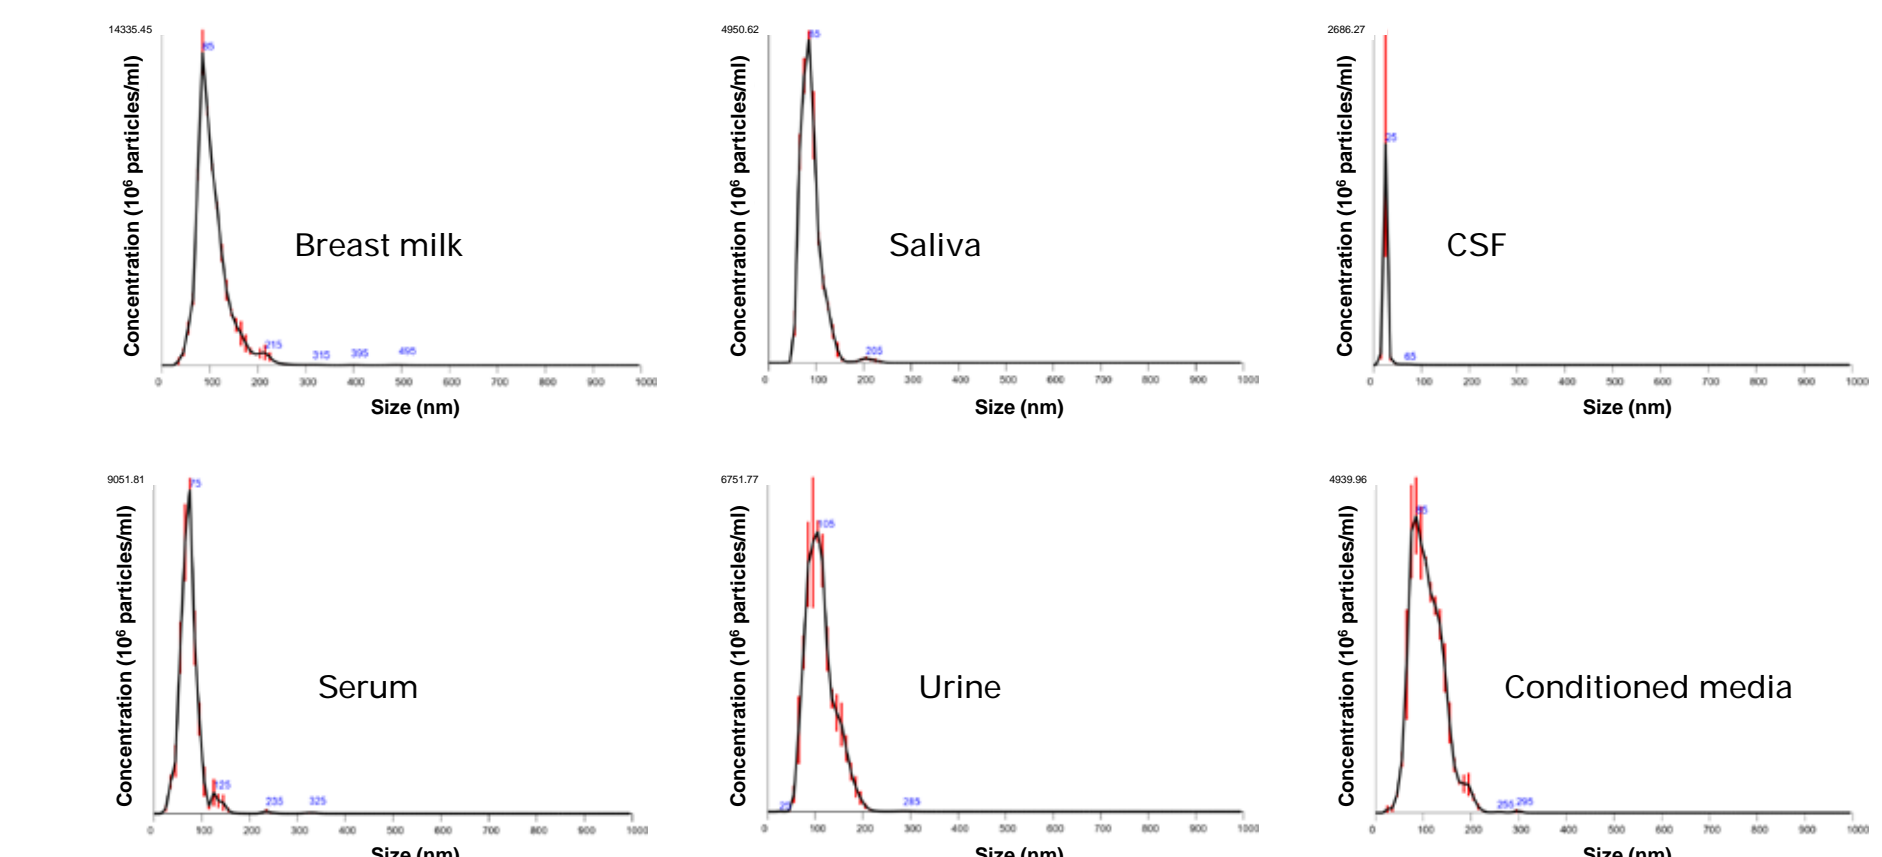 14335.45
85
Concentration (10⁶ particles/ml)
Breast milk
215
315
395
495
0 100 200 300 400 500 600 700 800 900 1000
Size (nm)
4950.62
85
Concentration (10⁶ particles/ml)
Saliva
205
0 100 200 300 400 500 600 700 800 900 1000
Size (nm)
2686.27
25
Concentration (10⁶ particles/ml)
CSF
65
0 100 200 300 400 500 600 700 800 900 1000
Size (nm)
9051.81
75
Concentration (10⁶ particles/ml)
Serum
125
235
325
0 100 200 300 400 500 600 700 800 900 1000
Size (nm)
6751.77
105
Concentration (10⁶ particles/ml)
Urine
25
285
0 100 200 300 400 500 600 700 800 900 1000
Size (nm)
4939.96
85
Concentration (10⁶ particles/ml)
Conditioned media
255
295
0 100 200 300 400 500 600 700 800 900 1000
Size (nm)